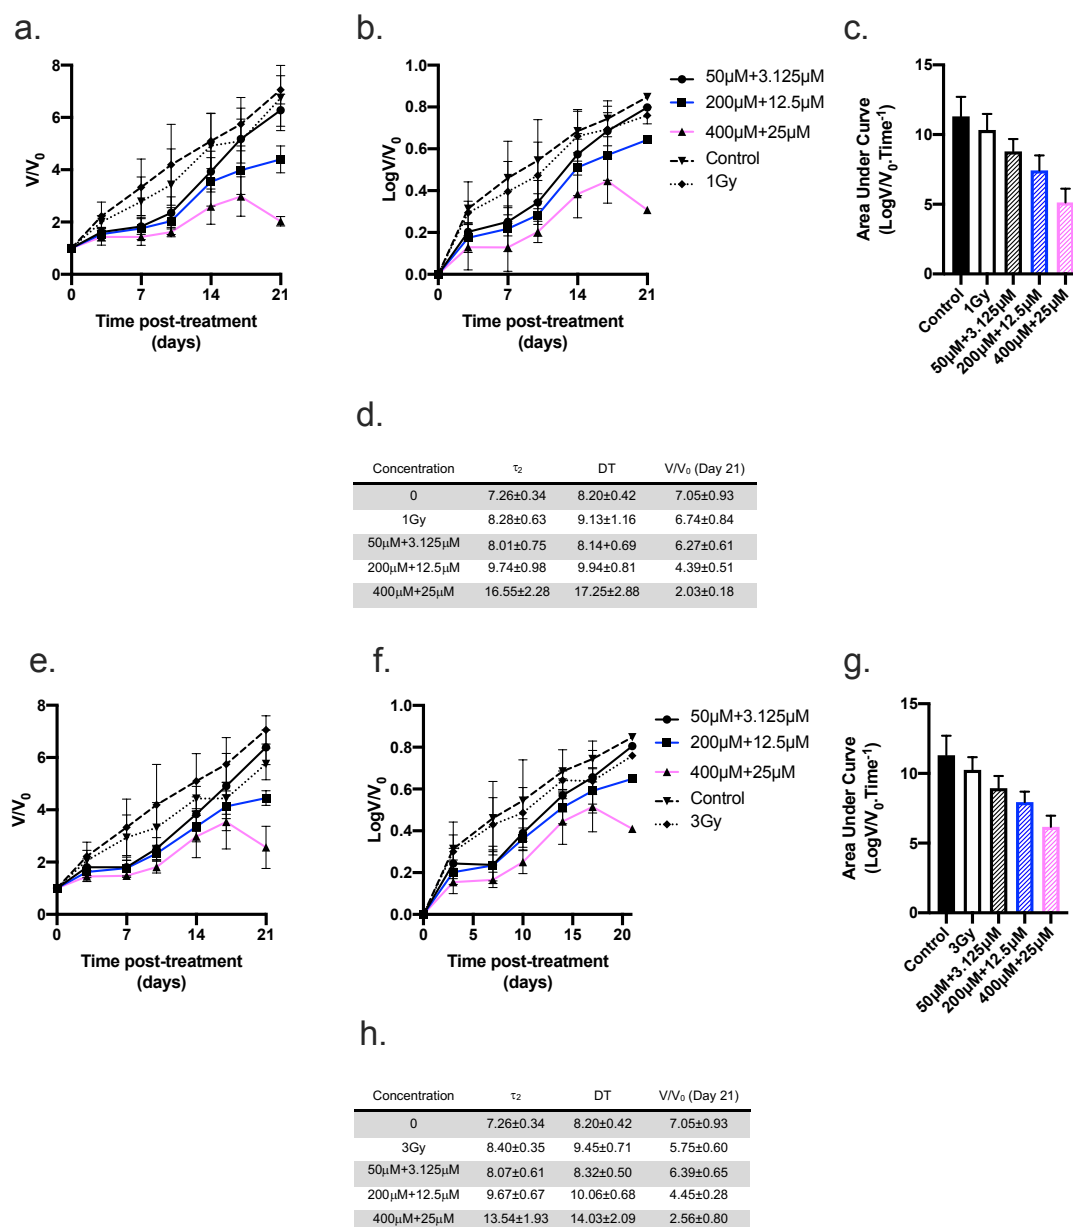 a.
b.
c.
V/V₀
8
6
4
2
0
0 7 14 21
Time post-treatment
(days)
LogV/V₀
1.0
0.8
0.6
0.4
0.2
0.0
0 7 14 21
Time post-treatment
(days)
50µM+3.125µM
200µM+12.5µM
400µM+25µM
Control
1Gy
Area Under Curve
(LogV/V₀.Time⁻¹)
15
10
5
0
Control
1Gy
50µM+3.125µM
200µM+12.5µM
400µM+25µM
d.
Concentration τ₂ DT V/V₀ (Day 21)
0 7.26±0.34 8.20±0.42 7.05±0.93
1Gy 8.28±0.63 9.13±1.16 6.74±0.84
50µM+3.125µM 8.01±0.75 8.14+0.69 6.27±0.61
200µM+12.5µM 9.74±0.98 9.94±0.81 4.39±0.51
400µM+25µM 16.55±2.28 17.25±2.88 2.03±0.18
e.
f.
g.
V/V₀
8
6
4
2
0
0 7 14 21
Time post-treatment
(days)
LogV/V₀
1.0
0.8
0.6
0.4
0.2
0.0
0 5 10 15 20
Time post-treatment
(days)
50µM+3.125µM
200µM+12.5µM
400µM+25µM
Control
3Gy
Area Under Curve
(LogV/V₀.Time⁻¹)
15
10
5
0
Control
3Gy
50µM+3.125µM
200µM+12.5µM
400µM+25µM
h.
Concentration τ₂ DT V/V₀ (Day 21)
0 7.26±0.34 8.20±0.42 7.05±0.93
3Gy 8.40±0.35 9.45±0.71 5.75±0.60
50µM+3.125µM 8.07±0.61 8.32±0.50 6.39±0.65
200µM+12.5µM 9.67±0.67 10.06±0.68 4.45±0.28
400µM+25µM 13.54±1.93 14.03±2.09 2.56±0.80